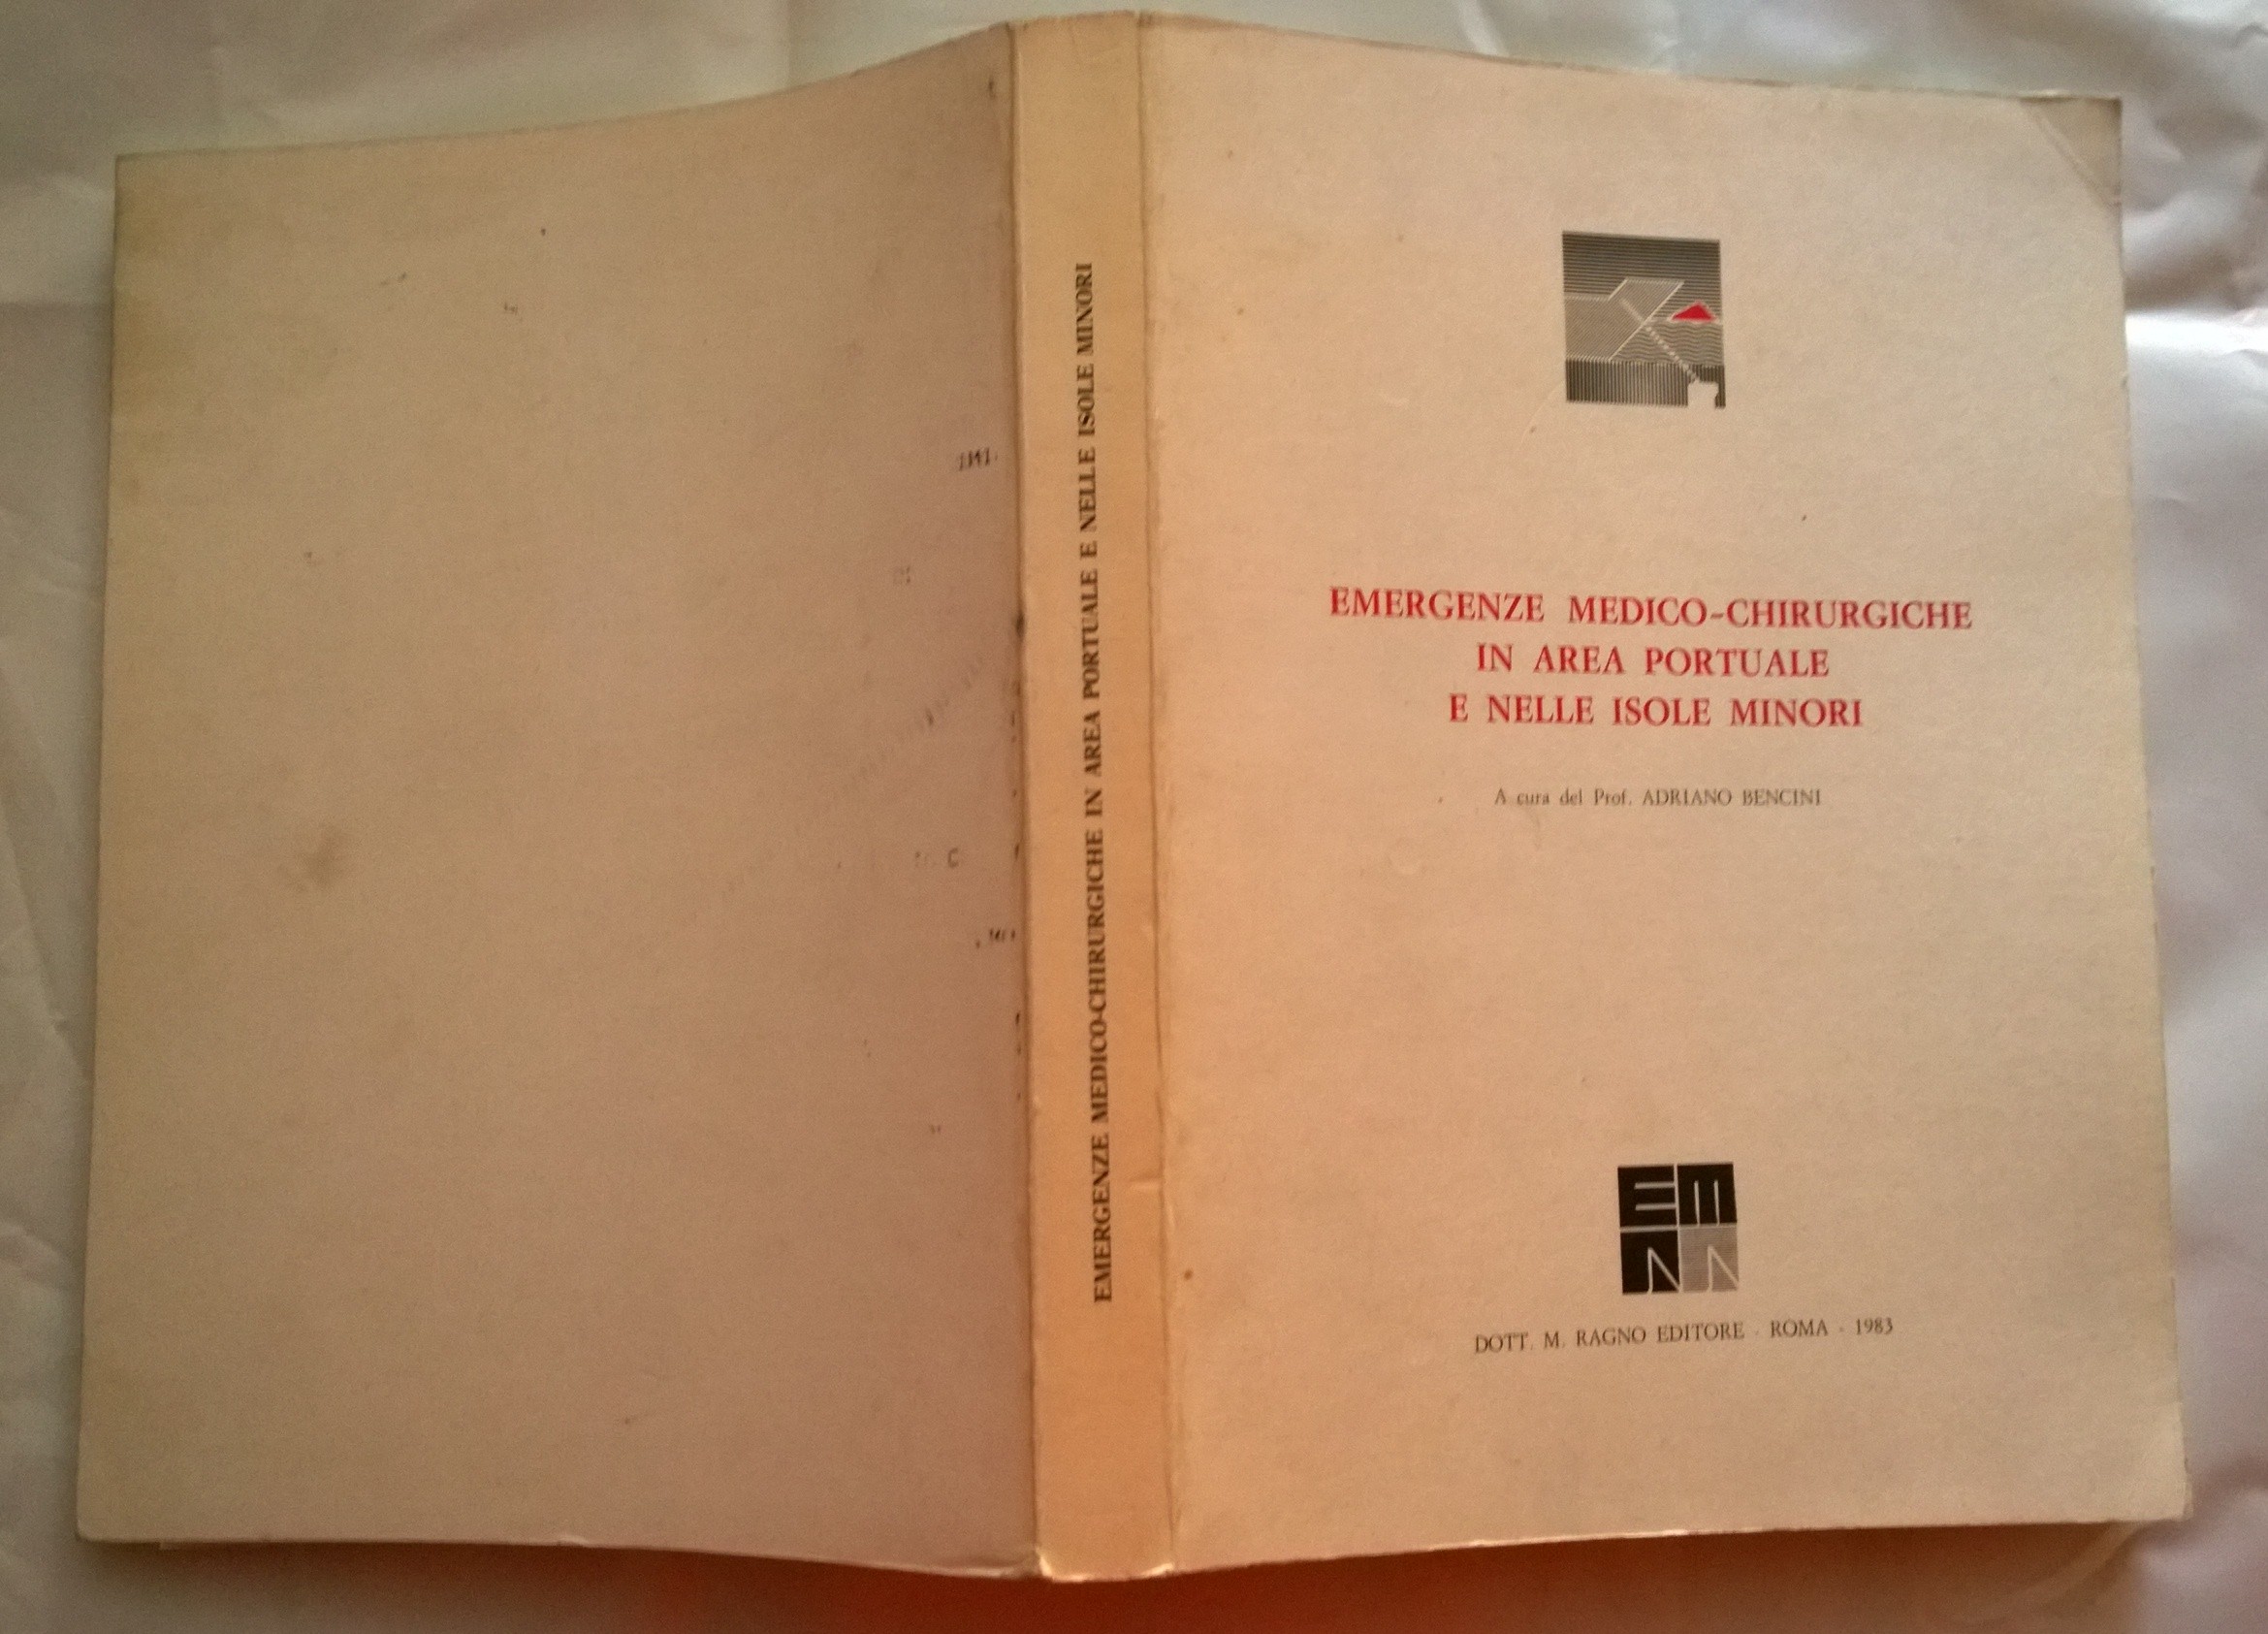 EMERGENZE MEDICO-CHIRURGICHE IN AREA PORTUALE E NELLE ISOLE MINORI
EMERGENZE MEDICO-CHIRURGICHE
IN AREA PORTUALE
E NELLE ISOLE MINORI
A cura del Prof. ADRIANO BENCINI
EM
DOTT. M. RAGNO EDITORE - ROMA - 1983